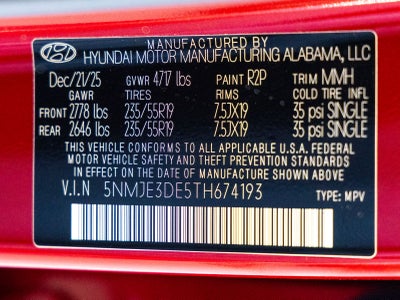 MANUFACTURED BY
HYUNDAI MOTOR MANUFACTURING ALABAMA, LLC
Dec/21/25 GVWR 4717 lbs PAINT R2P TRIM MMH
GAWR TIRES RIMS COLD TIRE INFL
FRONT 2778 lbs 235/55R19 7.5JX19 35 psi SINGLE
REAR 2646 lbs 235/55R19 7.5JX19 35 psi SINGLE
THIS VEHICLE CONFORMS TO ALL APPLICABLE U.S.A. FEDERAL
MOTOR VEHICLE SAFETY AND THEFT PREVENTION STANDARDS
IN EFFECT ON THE DATE OF MANUFACTURE SHOWN ABOVE.
V.I.N 5NMJE3DE5TH674193 TYPE: MPV